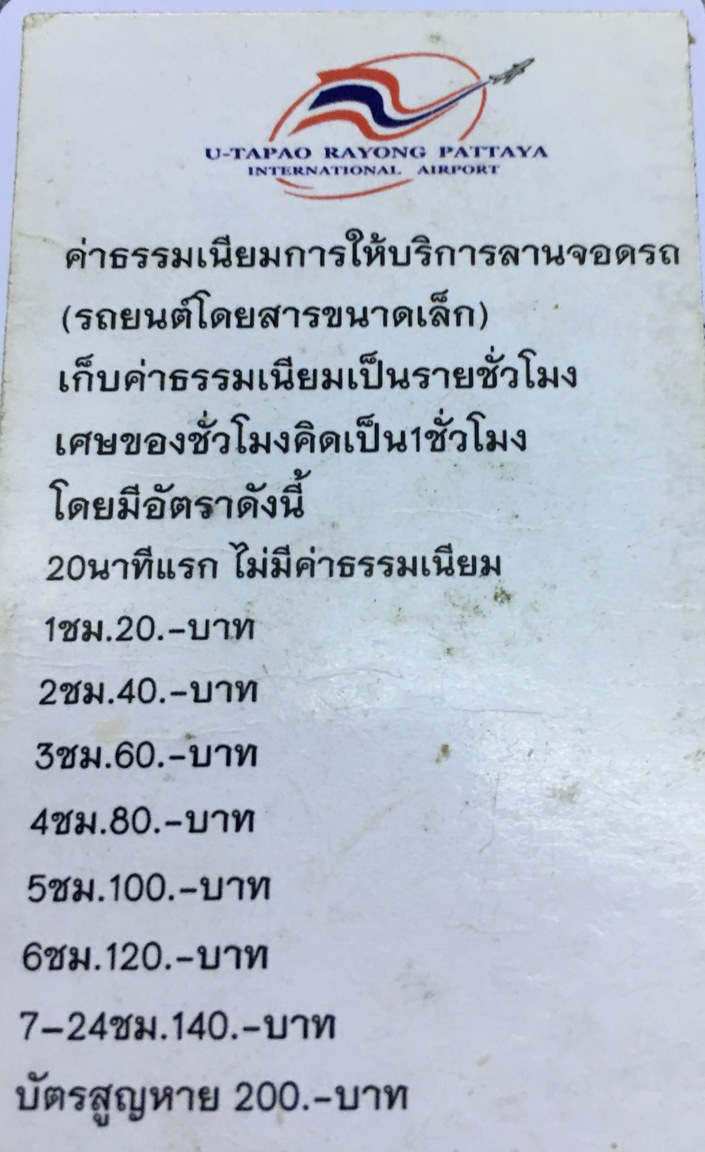 U-TAPAO RAYONG PATTAYA
INTERNATIONAL AIRPORT
ค่าธรรมเนียมการให้บริการลานจอดรถ
(รถยนต์โดยสารขนาดเล็ก)
เก็บค่าธรรมเนียมเป็นรายชั่วโมง
เศษของชั่วโมงคิดเป็น1ชั่วโมง
โดยมีอัตราดังนี้
20นาทีแรก ไม่มีค่าธรรมเนียม
1ชม.20.-บาท
2ชม.40.-บาท
3ชม.60.-บาท
4ชม.80.-บาท
5ชม.100.-บาท
6ชม.120.-บาท
7-24ชม.140.-บาท
บัตรสูญหาย 200.-บาท